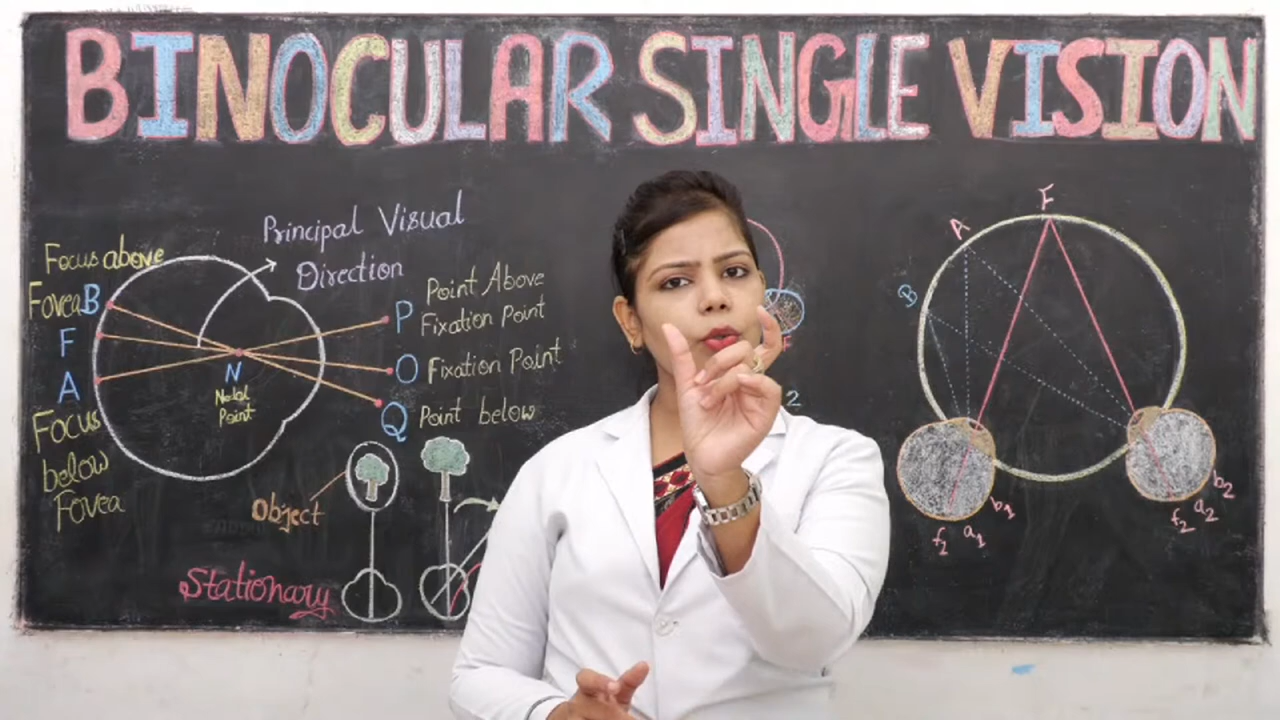 BINOCULAR SINGLE VISION
Principal Visual
Direction
Focus above
Fovea B
F
A
Focus
below
Fovea
N
Nodal
Point
P Point Above
Fixation Point
O Fixation Point
Q Point below
Object
Stationary
2
F
A
B
f2 a1 b1
f2 a2 b2